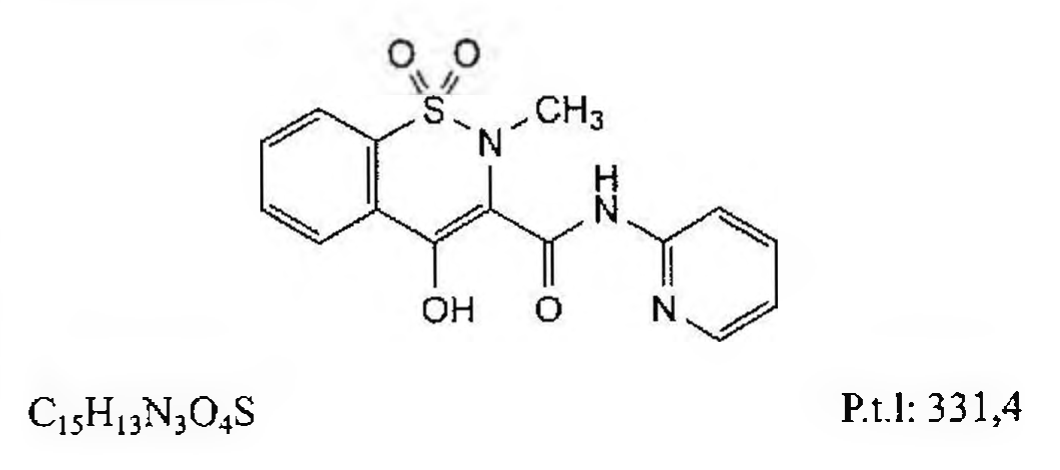 O O
S
N
CH₃
H
N
OH
O
N
C₁₅H₁₃N₃O₄S
P.t.l: 331,4